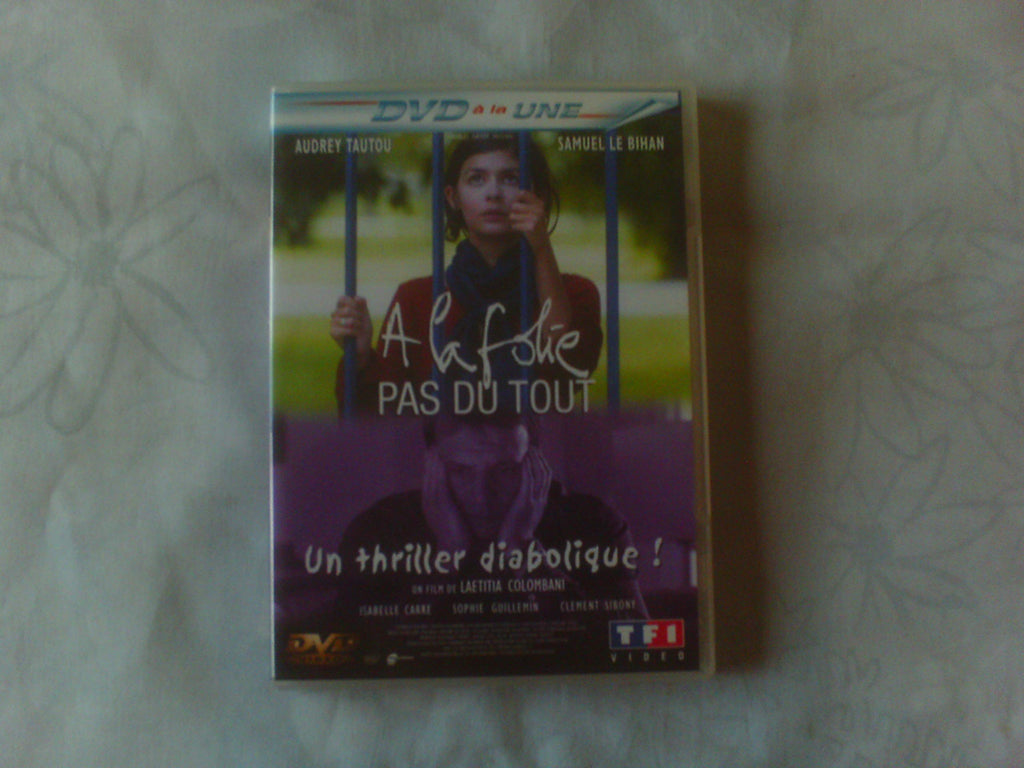 DVD à la UNE
AUDREY TAUTOU SAMUEL LE BIHAN
A la folie
PAS DU TOUT
Un thriller diabolique !
UN FILM DE LAETITIA COLOMBANI
ISABELLE CARRE SOPHIE GUILLEMIN CLEMENT SIBONY
DVD
TF1
VIDEO